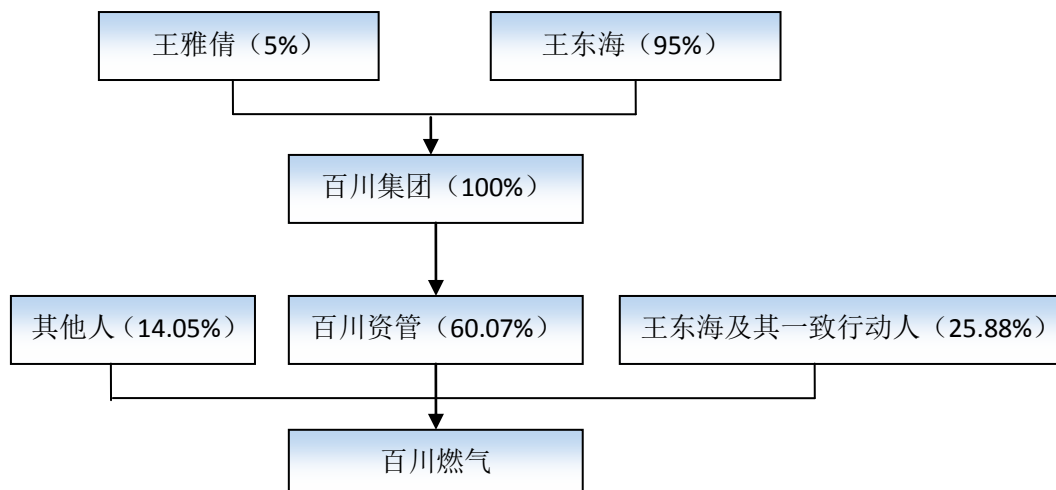 王雅倩（5%）
王东海（95%）
百川集团（100%）
其他人（14.05%）
百川资管（60.07%）
王东海及其一致行动人（25.88%）
百川燃气